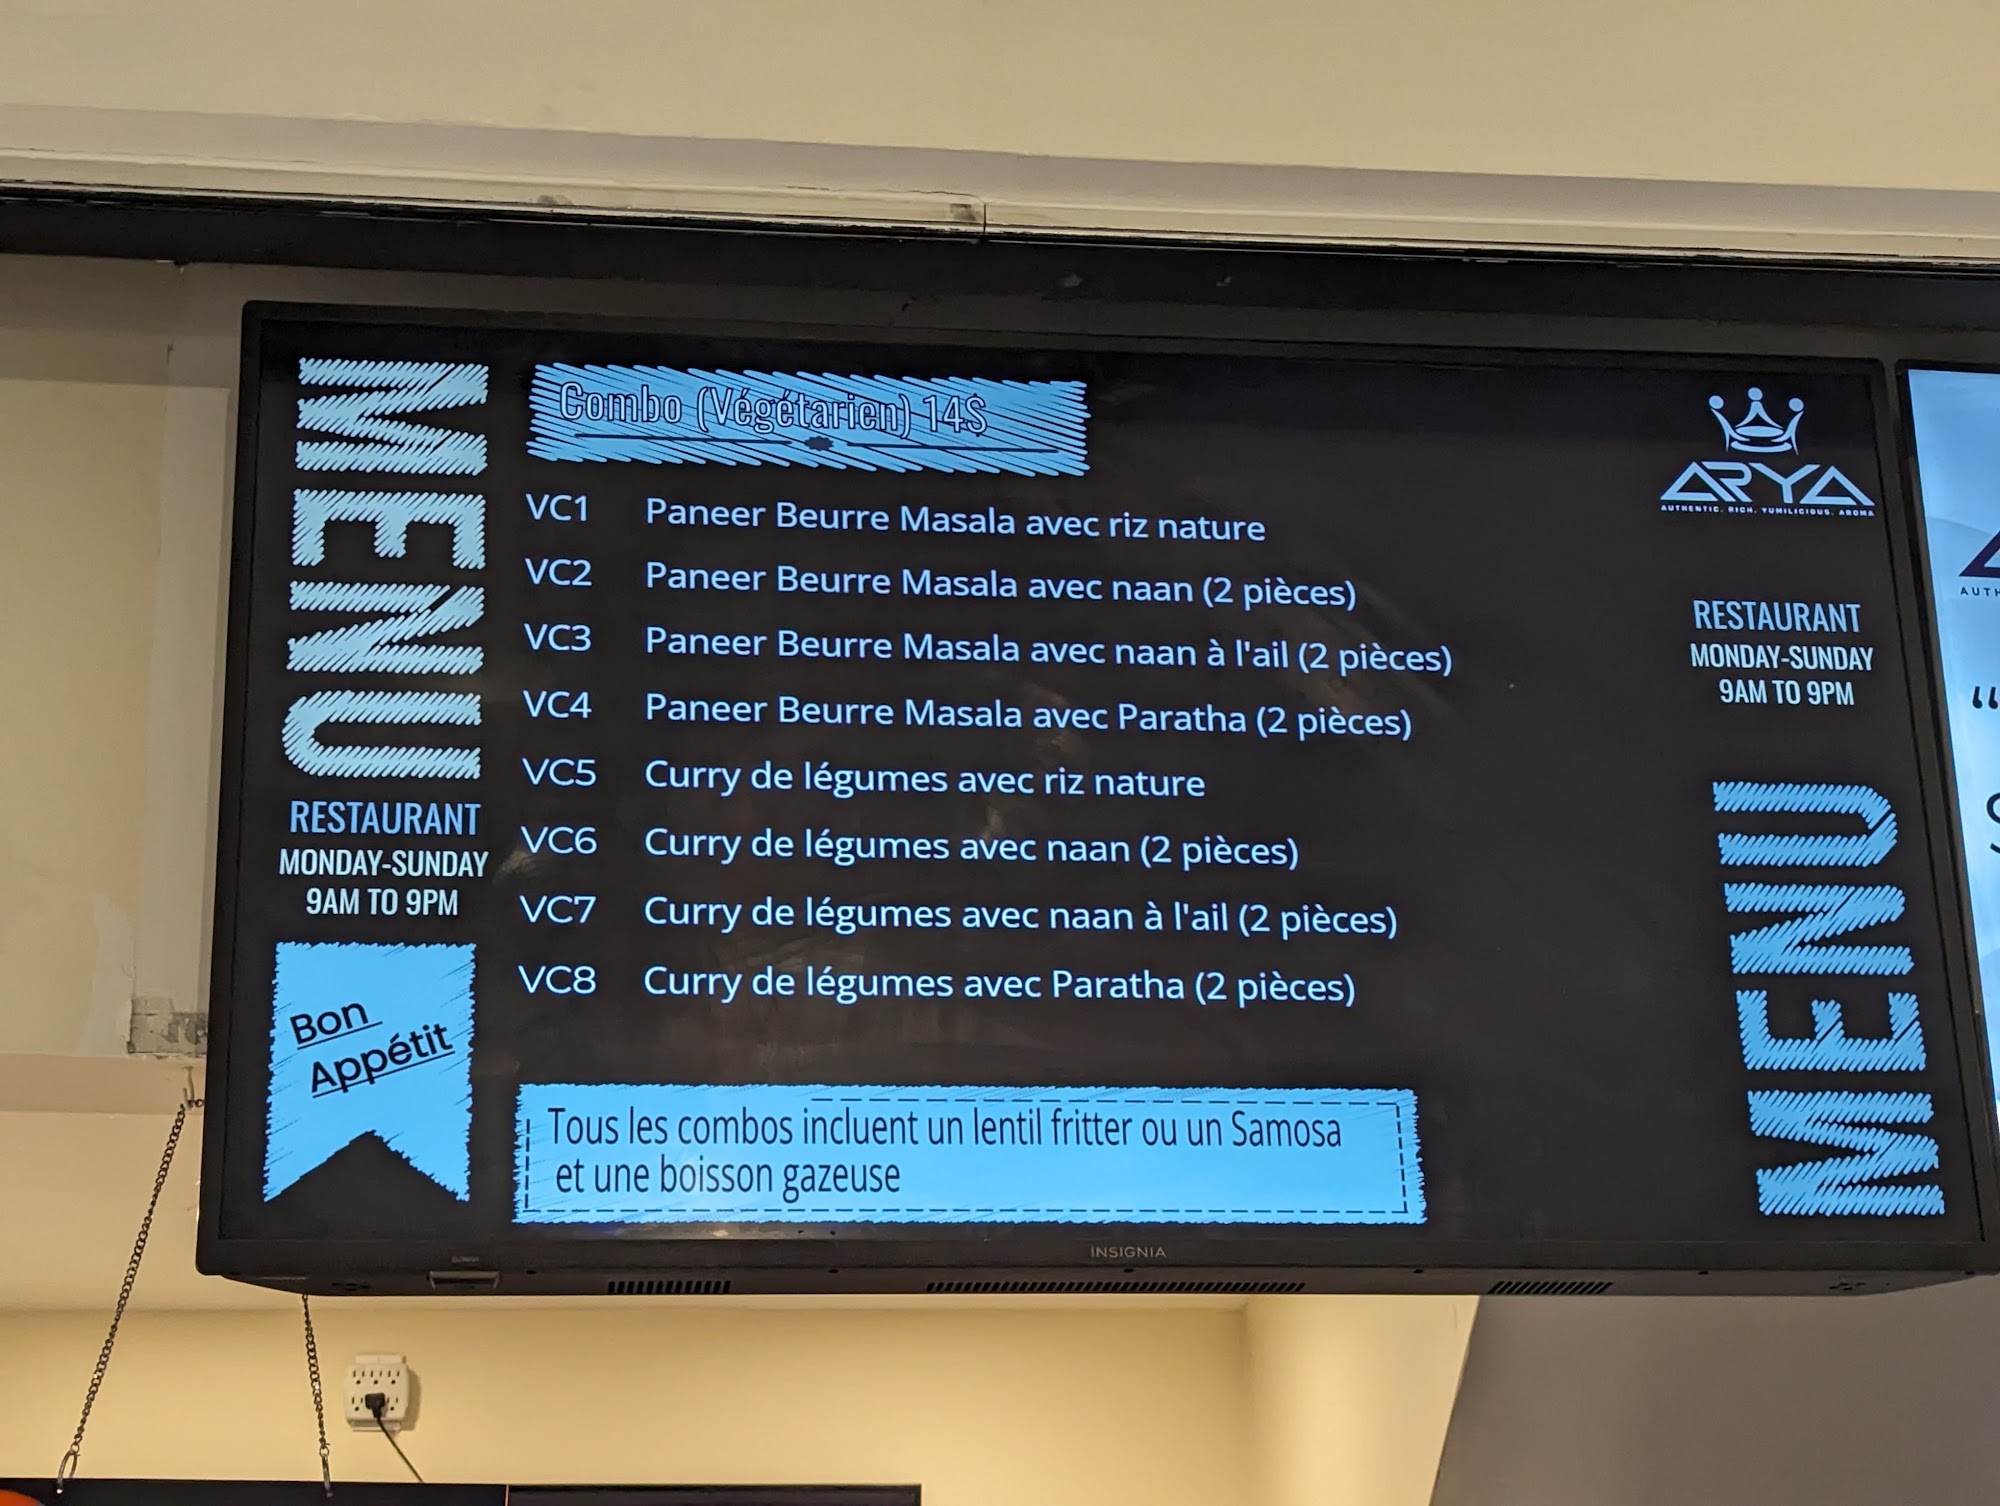 MENU
RESTAURANT
MONDAY-SUNDAY
9AM TO 9PM
Bon
Appétit
Combo (Végétarien) 14$
VC1 Paneer Beurre Masala avec riz nature
VC2 Paneer Beurre Masala avec naan (2 pièces)
VC3 Paneer Beurre Masala avec naan à l'ail (2 pièces)
VC4 Paneer Beurre Masala avec Paratha (2 pièces)
VC5 Curry de légumes avec riz nature
VC6 Curry de légumes avec naan (2 pièces)
VC7 Curry de légumes avec naan à l'ail (2 pièces)
VC8 Curry de légumes avec Paratha (2 pièces)
Tous les combos incluent un lentil fritter ou un Samosa
et une boisson gazeuse
ARYA
AUTHENTIC. RICH. YUMILICIOUS. AROMA
RESTAURANT
MONDAY-SUNDAY
9AM TO 9PM
MENU
INSIGNIA